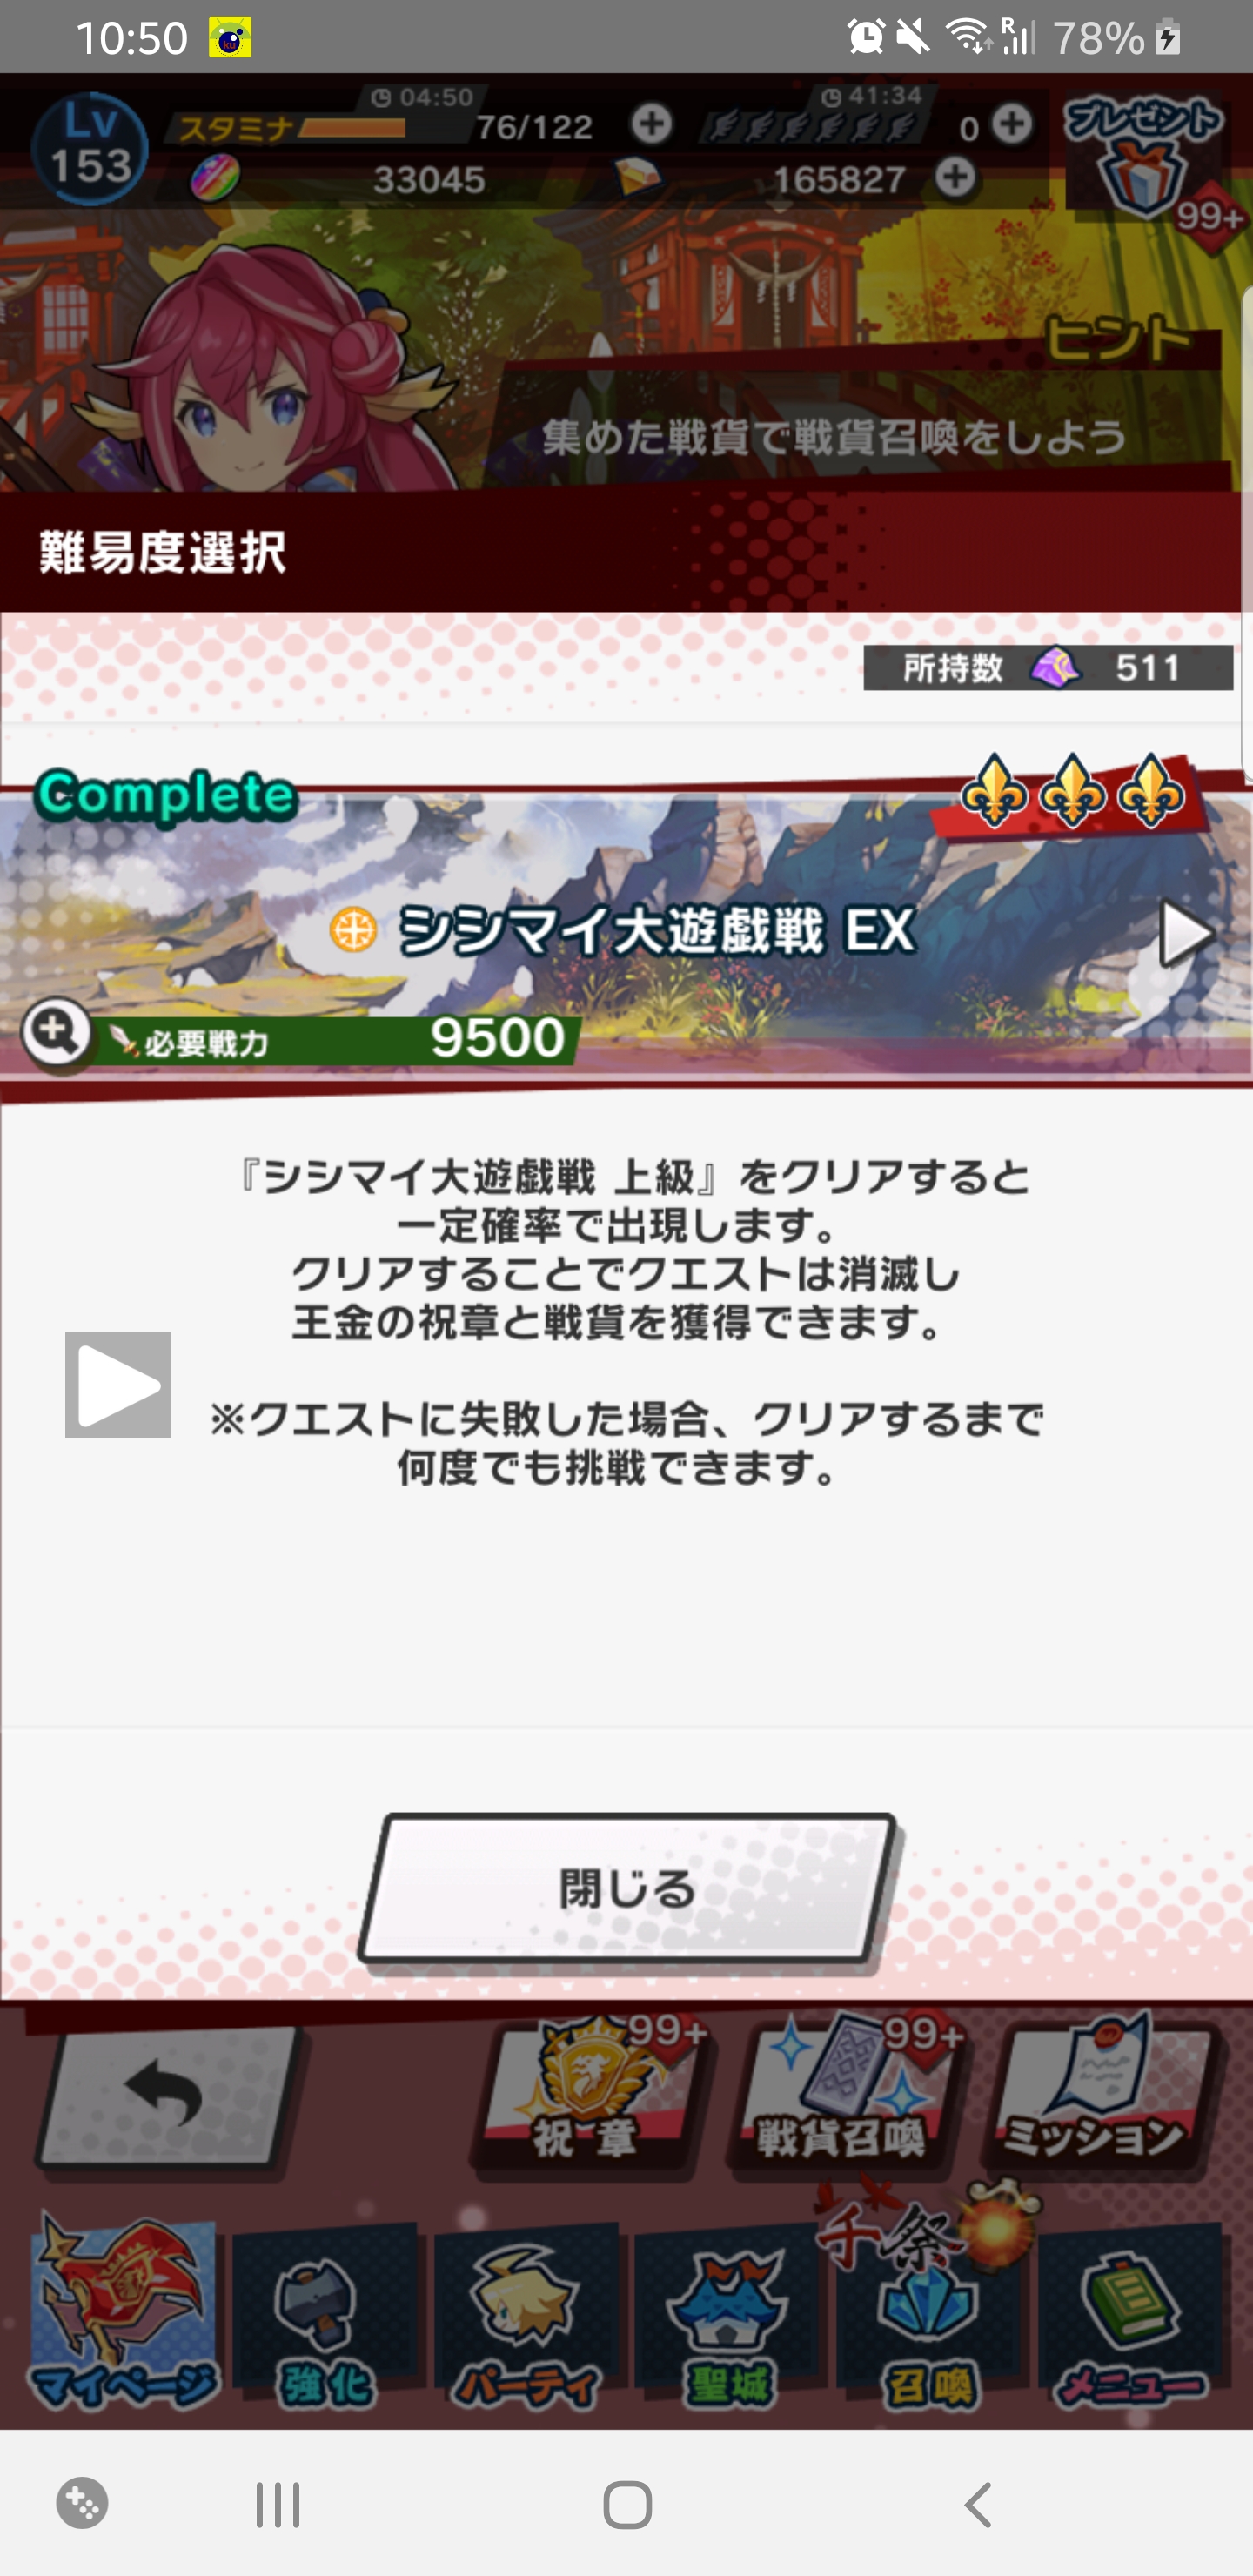 10:50
ku
R
78%
Lv
153
04:50
スタミナ
76/122
41:34
0
33045
165827
プレゼント
99+
ヒント
集めた戦貨で戦貨召喚をしよう
難易度選択
所持数 511
Complete
シシマイ大遊戯戦 EX
必要戦力 9500
『シシマイ大遊戯戦 上級』をクリアすると
一定確率で出現します。
クリアすることでクエストは消滅し
王金の祝章と戦貨を獲得できます。
※クエストに失敗した場合、クリアするまで
何度でも挑戦できます。
閉じる
99+
祝章
99+
戦貨召喚
ミッション
マイページ
強化
パーティ
聖城
千祭
召喚
メニュー